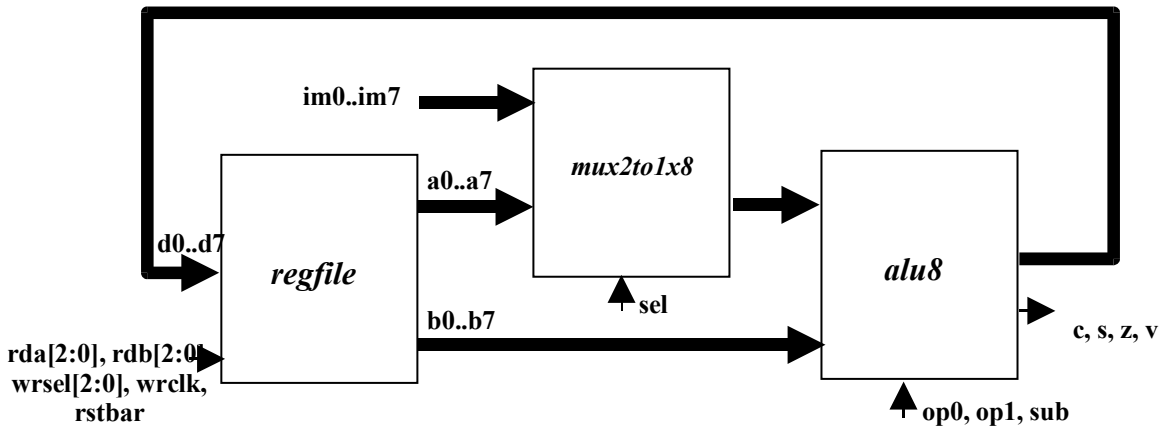 im0..im7
mux2to1x8
a0..a7
d0..d7
regfile
alu8
sel
b0..b7
c, s, z, v
rda[2:0], rdb[2:0]
wrsel[2:0], wrclk,
rstbar
op0, op1, sub